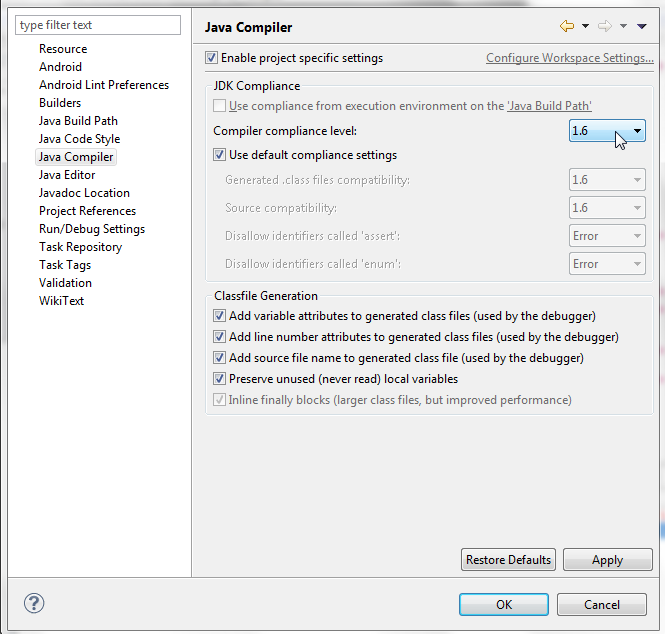 type filter text
Resource
Android
Android Lint Preferences
Builders
Java Build Path
Java Code Style
Java Compiler
Java Editor
Javadoc Location
Project References
Run/Debug Settings
Task Repository
Task Tags
Validation
WikiText
Java Compiler
Enable project specific settings Configure Workspace Settings...
JDK Compliance
Use compliance from execution environment on the 'Java Build Path'
Compiler compliance level: 1.6
Use default compliance settings
Generated .class files compatibility: 1.6
Source compatibility: 1.6
Disallow identifiers called 'assert': Error
Disallow identifiers called 'enum': Error
Classfile Generation
Add variable attributes to generated class files (used by the debugger)
Add line number attributes to generated class files (used by the debugger)
Add source file name to generated class file (used by the debugger)
Preserve unused (never read) local variables
Inline finally blocks (larger class files, but improved performance)
Restore Defaults Apply
? OK Cancel